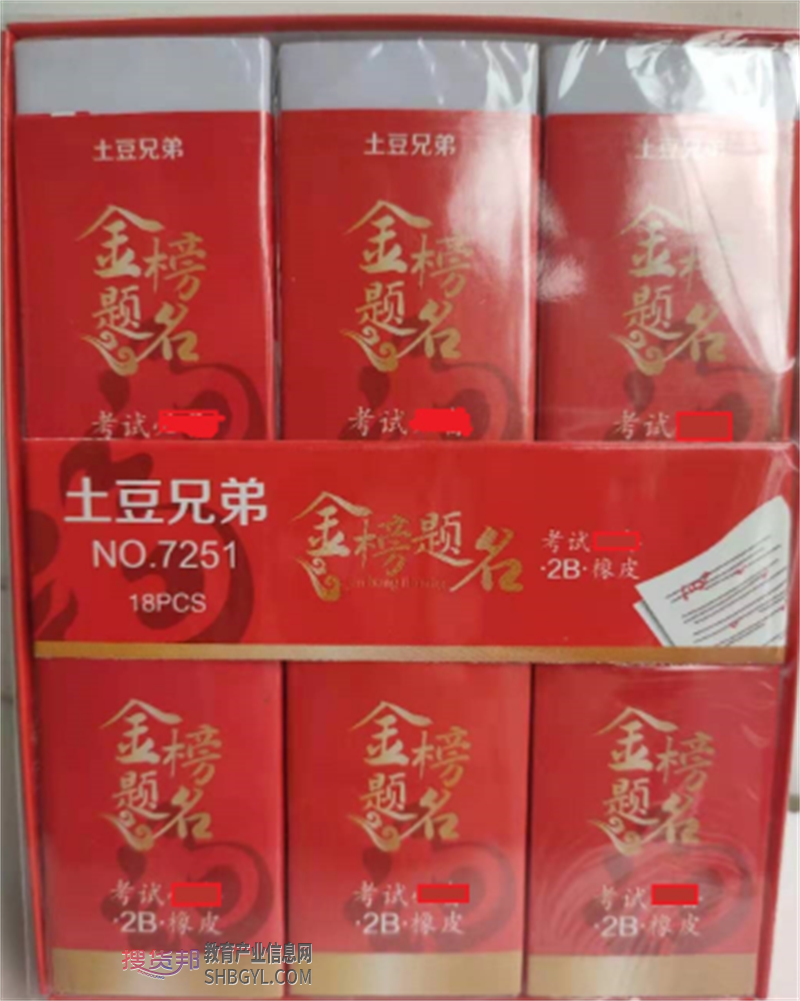 土豆兄弟
金榜
题名
考试
土豆兄弟
金榜
题名
考试
土豆兄弟
金榜
题名
考试
土豆兄弟
NO.7251
18PCS
金榜题名
考试
·2B·橡皮
金榜
题名
考试
·2B·橡皮
金榜
题名
考试
·2B·橡皮
金榜
题名
考试
·2B·橡皮
搜货邦 教育产业信息网
SHBGYL.COM